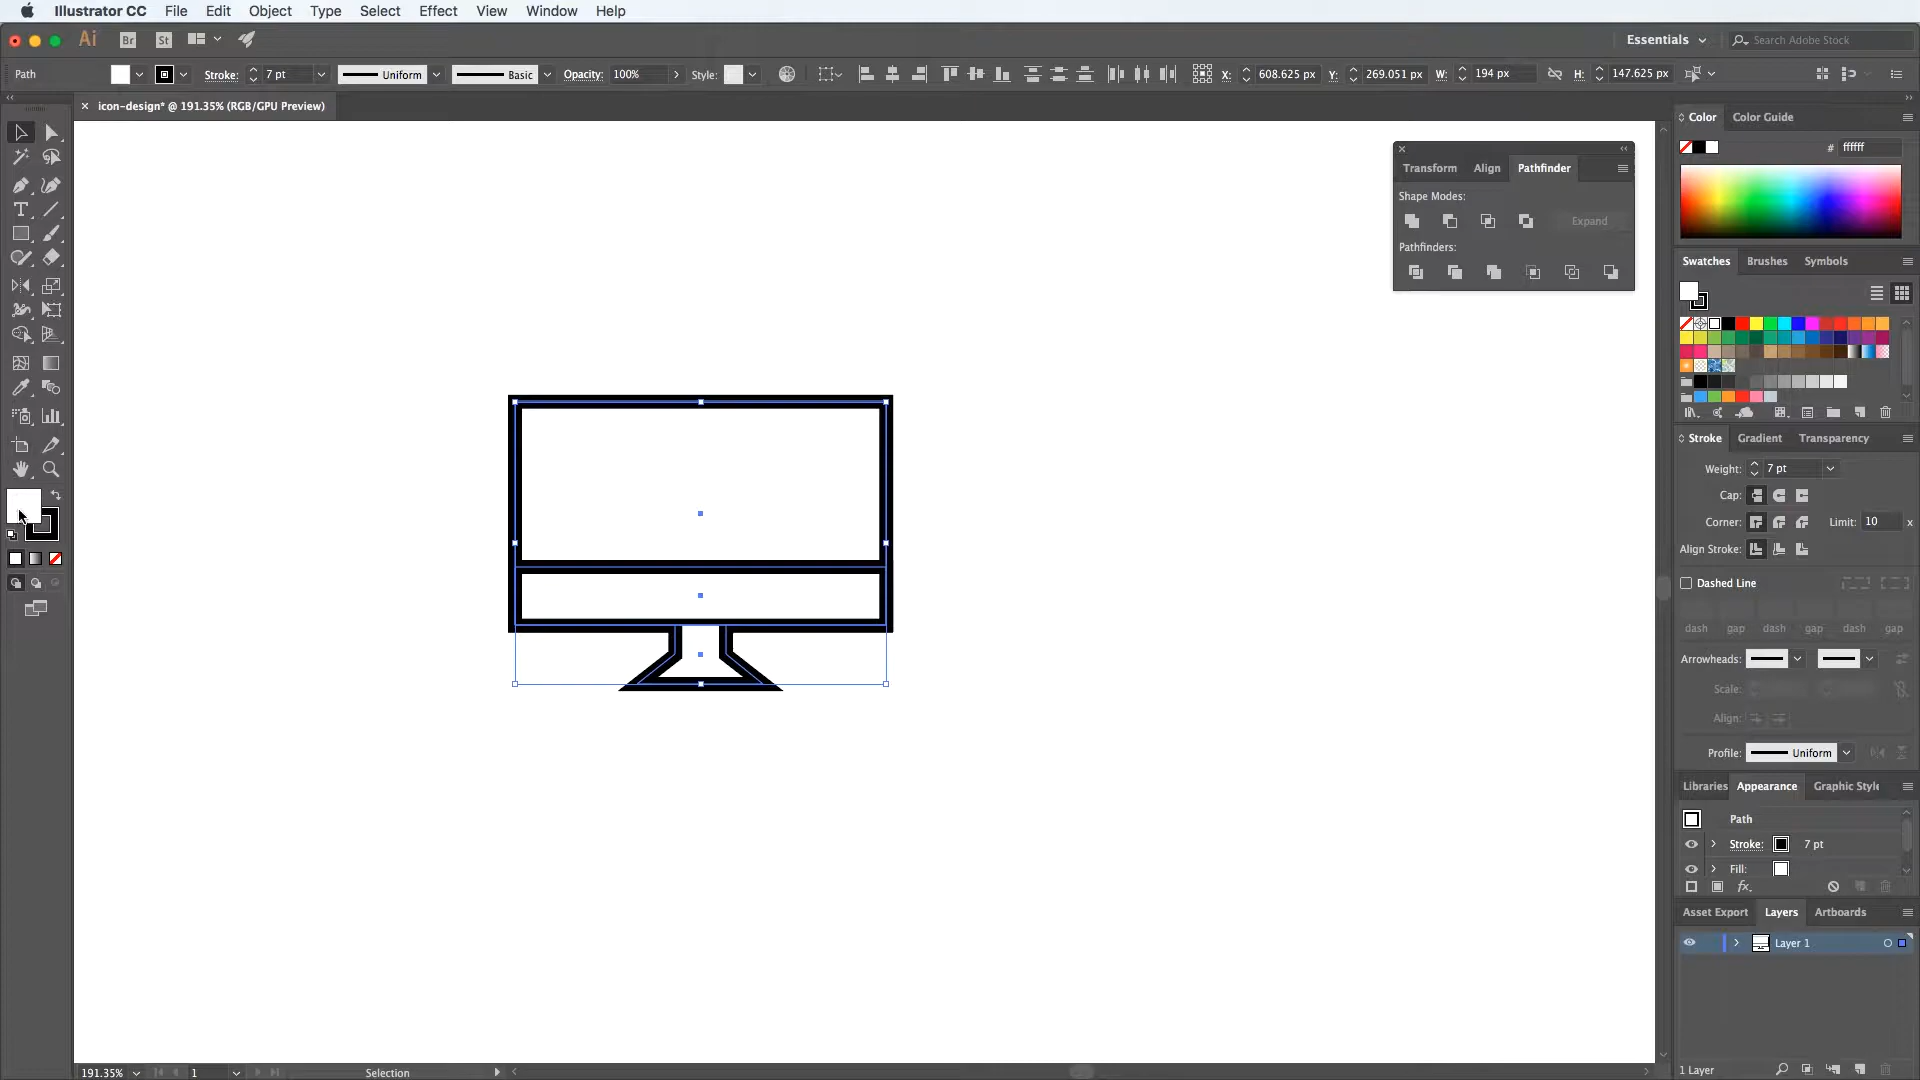 Illustrator CC File Edit Object Type Select Effect View Window Help
Ai Br St Essentials Search Adobe Stock
Path Stroke: 7 pt Uniform Basic Opacity: 100% Style: X: 608.625 px Y: 269.051 px W: 194 px H: 147.625 px
icon-design* @ 191.35% (RGB/GPU Preview)
Color Color Guide
# ffffff
Transform Align Pathfinder
Shape Modes:
Expand
Pathfinders:
Swatches Brushes Symbols
Stroke Gradient Transparency
Weight: 7 pt
Cap:
Corner: Limit: 10 x
Align Stroke:
Dashed Line
dash gap dash gap dash gap
Arrowheads:
Scale:
Align:
Profile: Uniform
Libraries Appearance Graphic Style
Path
Stroke: 7 pt
Fill:
fx
Asset Export Layers Artboards
Layer 1
1 Layer
191.35% 1 Selection